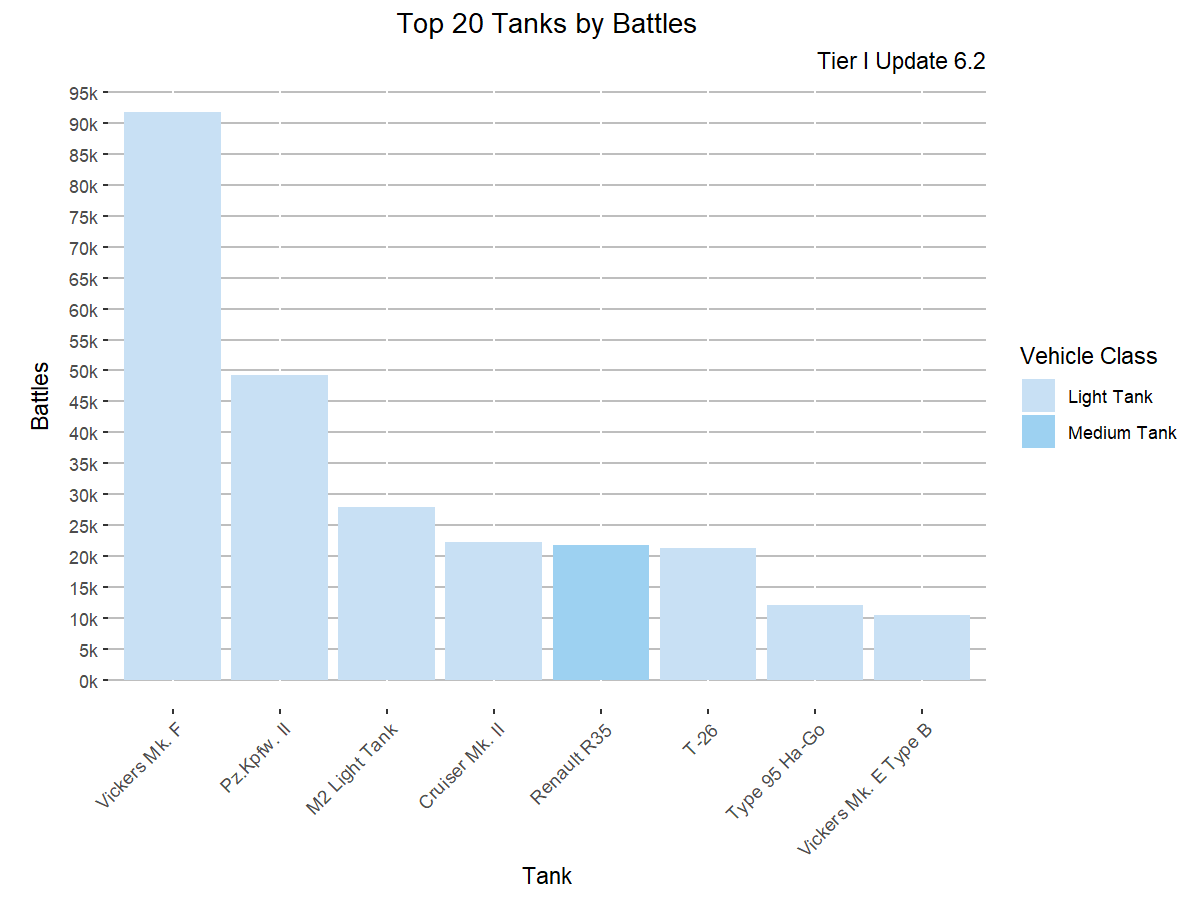 Top 20 Tanks by Battles
Tier I Update 6.2
95k
90k
85k
80k
75k
70k
65k
60k
55k
50k
45k
40k
35k
30k
25k
20k
15k
10k
5k
0k
Battles
Vickers Mk. F
Pz.Kpfw. II
M2 Light Tank
Cruiser Mk. II
Renault R35
T-26
Type 95 Ha-Go
Vickers Mk. E Type B
Tank
Vehicle Class
Light Tank
Medium Tank